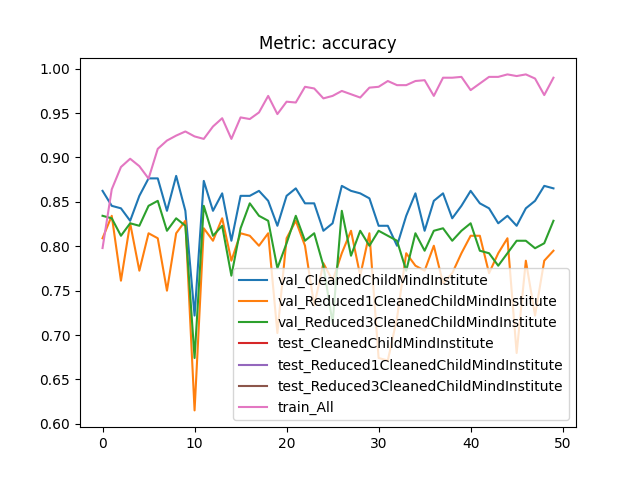 Metric: accuracy
1.00
0.95
0.90
0.85
0.80
0.75
0.70
0.65
0.60
val_CleanedChildMindInstitute
val_Reduced1CleanedChildMindInstitute
val_Reduced3CleanedChildMindInstitute
test_CleanedChildMindInstitute
test_Reduced1CleanedChildMindInstitute
test_Reduced3CleanedChildMindInstitute
train_All
0 10 20 30 40 50